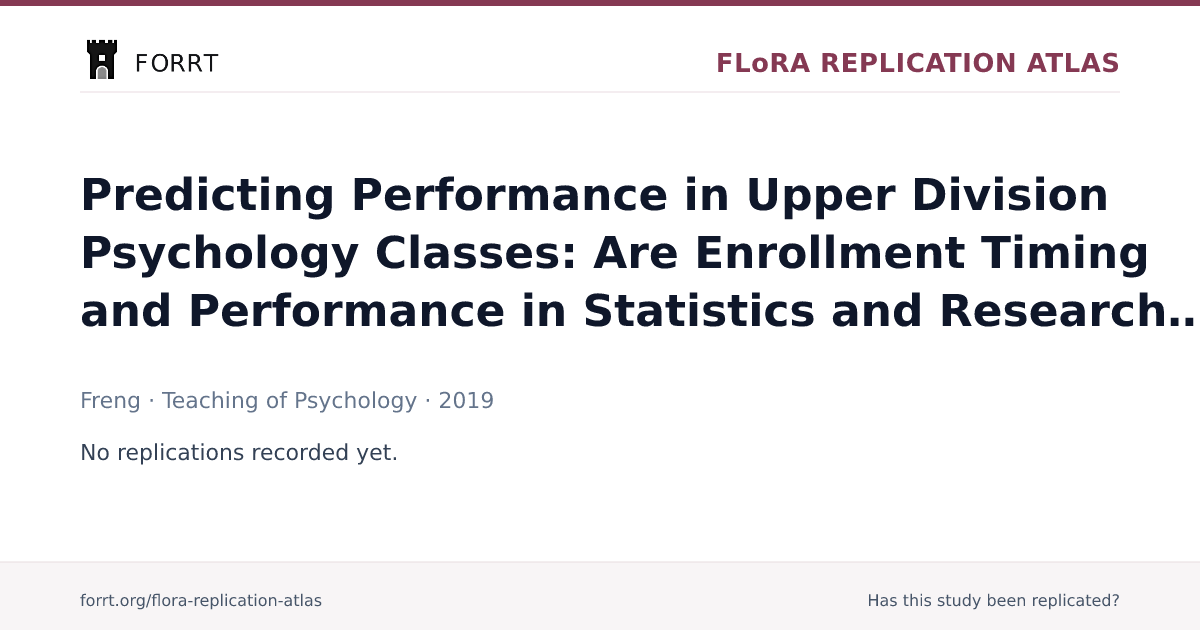 FORRT
FLoRA REPLICATION ATLAS
Predicting Performance in Upper Division
Psychology Classes: Are Enrollment Timing
and Performance in Statistics and Research…
Freng · Teaching of Psychology · 2019
No replications recorded yet.
forrt.org/flora-replication-atlas
Has this study been replicated?